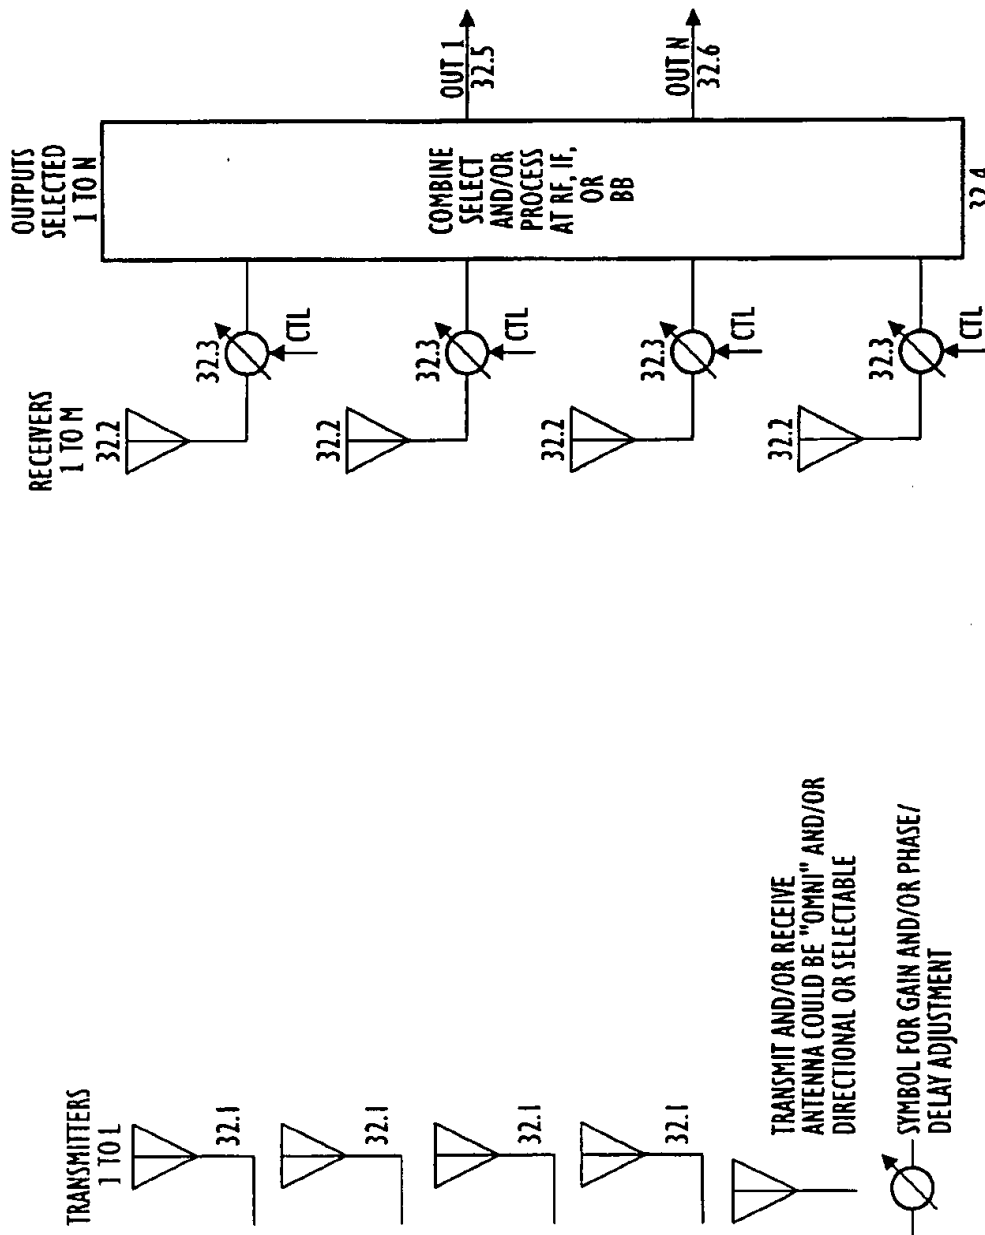 TRANSMITTERS
1 TO L
32.1
32.1
32.1
32.1
TRANSMIT AND/OR RECEIVE
ANTENNA COULD BE "OMNI" AND/OR
DIRECTIONAL OR SELECTABLE
SYMBOL FOR GAIN AND/OR PHASE/
DELAY ADJUSTMENT
RECEIVERS
1 TO M
32.2
32.2
32.2
32.2
32.3
CTL
32.3
CTL
32.3
CTL
32.3
CTL
OUTPUTS
SELECTED
1 TO N
COMBINE
SELECT
AND/OR
PROCESS
AT RF, IF,
OR
BB
32.4
OUT 1
32.5
OUT N
32.6